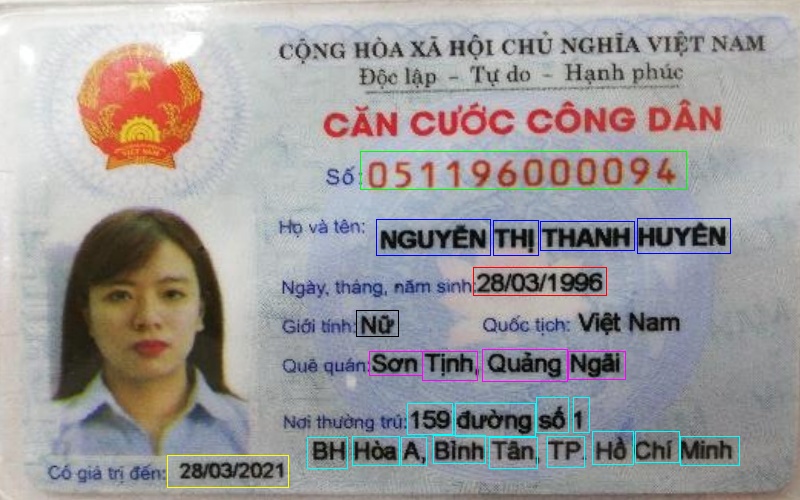 CỘNG HÒA XÃ HỘI CHỦ NGHĨA VIỆT NAM
Độc lập - Tự do - Hạnh phúc
CĂN CƯỚC CÔNG DÂN
Số: 051196000094
Họ và tên: NGUYỄN THỊ THANH HUYỀN
Ngày, tháng, năm sinh: 28/03/1996
Giới tính: Nữ Quốc tịch: Việt Nam
Quê quán: Sơn Tịnh, Quảng Ngãi
Nơi thường trú: 159 đường số 1
BH Hòa A, Bình Tân, TP. Hồ Chí Minh
Có giá trị đến: 28/03/2021